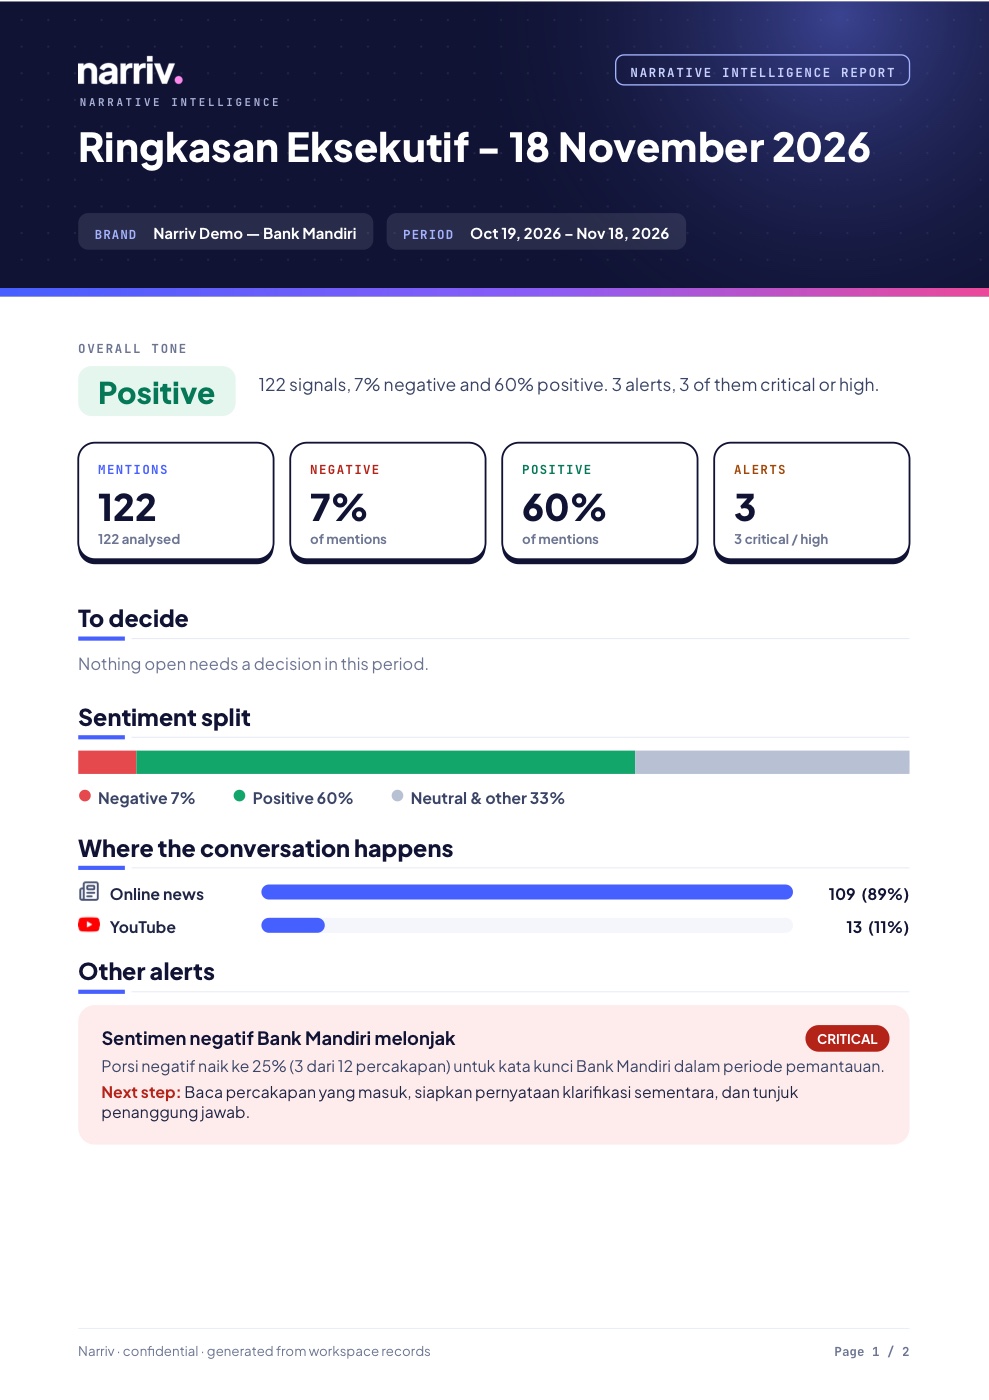 narriv.
NARRATIVE INTELLIGENCE
NARRATIVE INTELLIGENCE REPORT
Ringkasan Eksekutif – 18 November 2026
BRAND Narriv Demo — Bank Mandiri
PERIOD Oct 19, 2026 – Nov 18, 2026
OVERALL TONE
Positive
122 signals, 7% negative and 60% positive. 3 alerts, 3 of them critical or high.
MENTIONS
122
122 analysed
NEGATIVE
7%
of mentions
POSITIVE
60%
of mentions
ALERTS
3
3 critical / high
To decide
Nothing open needs a decision in this period.
Sentiment split
Negative 7% Positive 60% Neutral & other 33%
Where the conversation happens
Online news 109 (89%)
YouTube 13 (11%)
Other alerts
Sentimen negatif Bank Mandiri melonjak CRITICAL
Porsi negatif naik ke 25% (3 dari 12 percakapan) untuk kata kunci Bank Mandiri dalam periode pemantauan.
Next step: Baca percakapan yang masuk, siapkan pernyataan klarifikasi sementara, dan tunjuk
penanggung jawab.
Narriv · confidential · generated from workspace records
Page 1 / 2